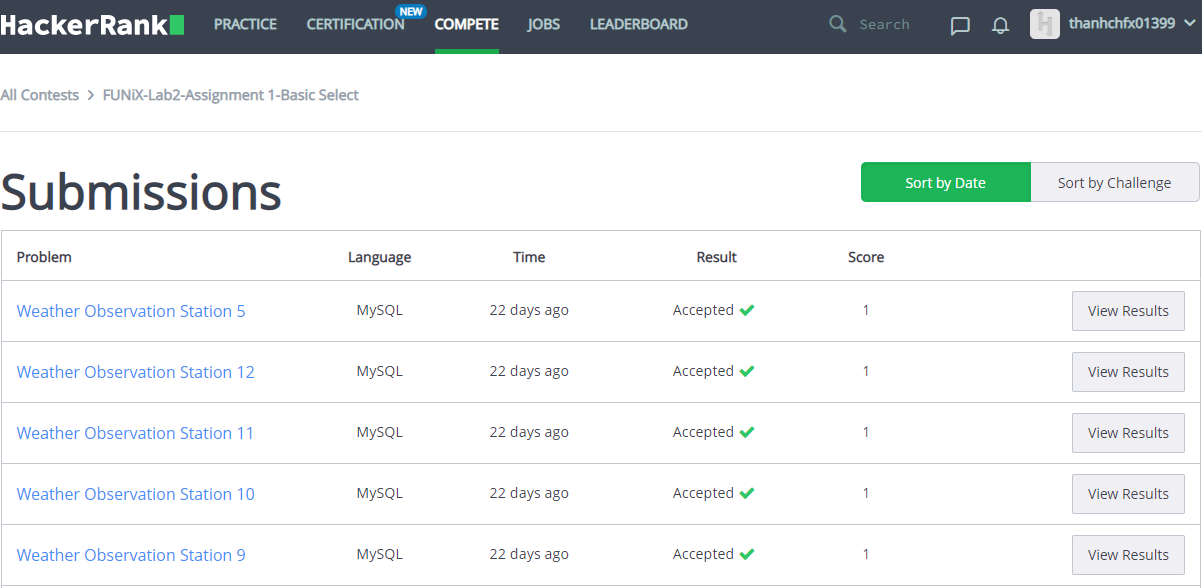 HackerRank PRACTICE CERTIFICATION NEW COMPETE JOBS LEADERBOARD Search thanhchfx01399
All Contests > FUNiX-Lab2-Assignment 1-Basic Select
Submissions Sort by Date Sort by Challenge
Problem Language Time Result Score
Weather Observation Station 5 MySQL 22 days ago Accepted 1 View Results
Weather Observation Station 12 MySQL 22 days ago Accepted 1 View Results
Weather Observation Station 11 MySQL 22 days ago Accepted 1 View Results
Weather Observation Station 10 MySQL 22 days ago Accepted 1 View Results
Weather Observation Station 9 MySQL 22 days ago Accepted 1 View Results